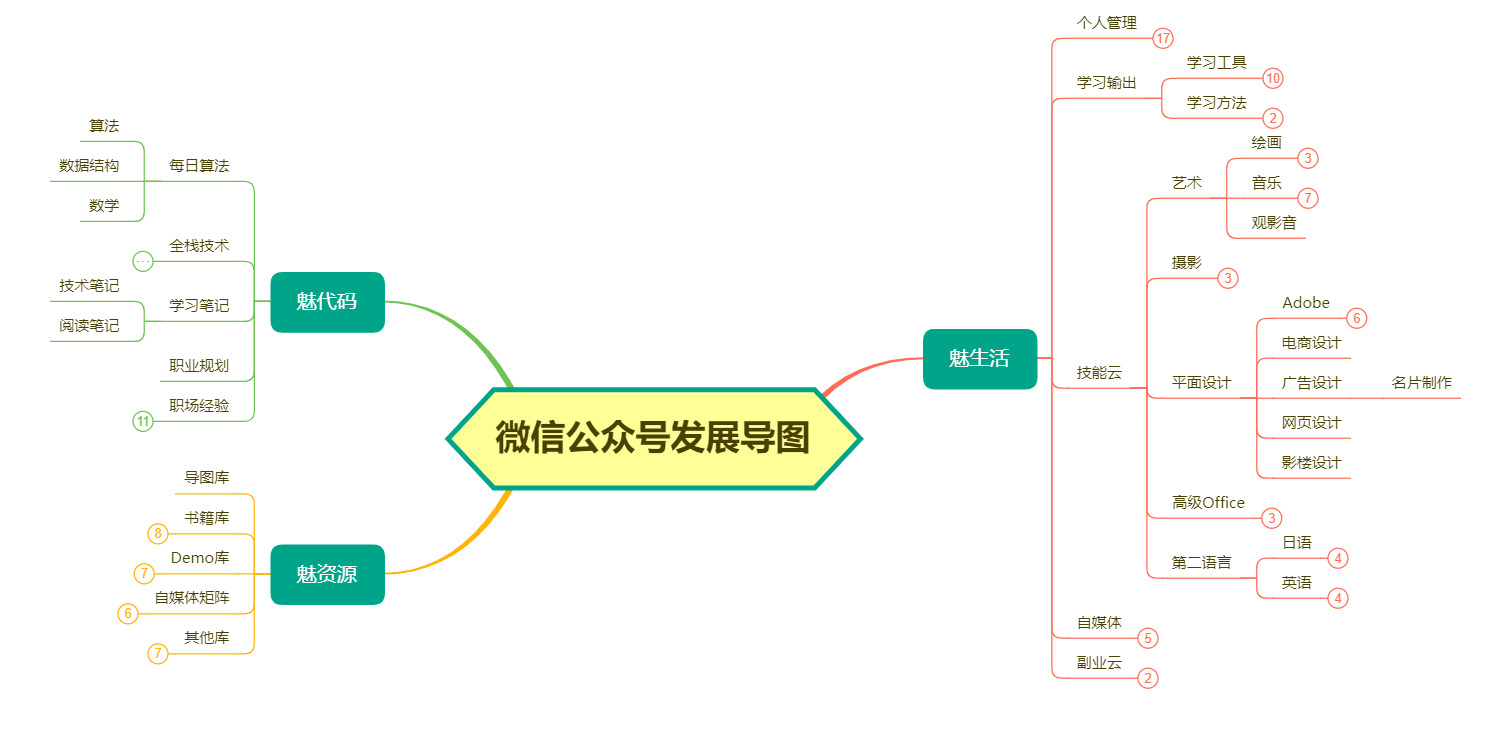 微信公众号发展导图
魅代码
每日算法
算法
数据结构
数学
全栈技术
...
学习笔记
技术笔记
阅读笔记
职业规划
职场经验
11
魅资源
导图库
书籍库
8
Demo库
7
自媒体矩阵
6
其他库
7
魅生活
个人管理
17
学习输出
学习工具
10
学习方法
2
技能云
艺术
绘画
3
音乐
7
观影音
摄影
3
平面设计
Adobe
6
电商设计
广告设计
名片制作
网页设计
影楼设计
高级Office
3
第二语言
日语
4
英语
4
自媒体
5
副业云
2